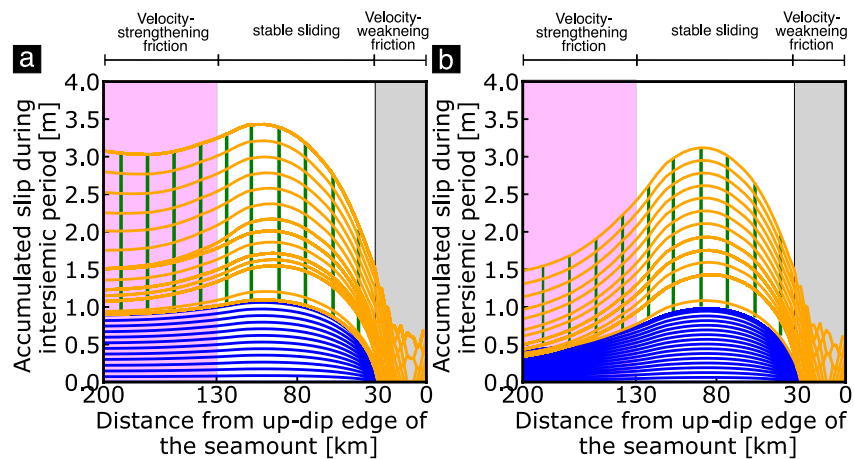 Velocity-
strengthening
friction
stable sliding
Velocity-
weakneing
friction
Velocity-
strengthening
friction
stable sliding
Velocity-
weakneing
friction
a
b
Accumulated slip during
intersiemic period [m]
4.0
3.5
3.0
2.5
2.0
1.5
1.0
0.5
0.0
200
130
80
30
0
Distance from up-dip edge of
the seamount [km]
Accumulated slip during
intersiemic period [m]
4.0
3.5
3.0
2.5
2.0
1.5
1.0
0.5
0.0
200
130
80
30
0
Distance from up-dip edge of
the seamount [km]